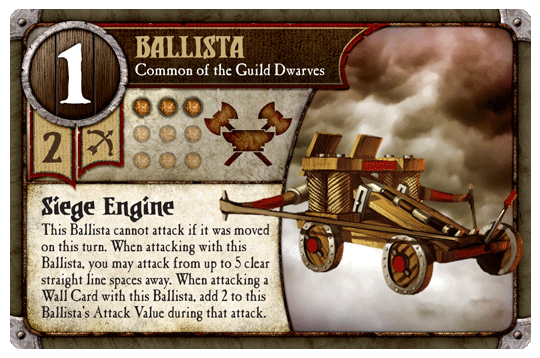 1
BALLISTA
Common of the Guild Dwarves
2
Siege Engine
This Ballista cannot attack if it was moved
on this turn. When attacking with this
Ballista, you may attack from up to 5 clear
straight line spaces away. When attacking a
Wall Card with this Ballista, add 2 to this
Ballista's Attack Value during that attack.